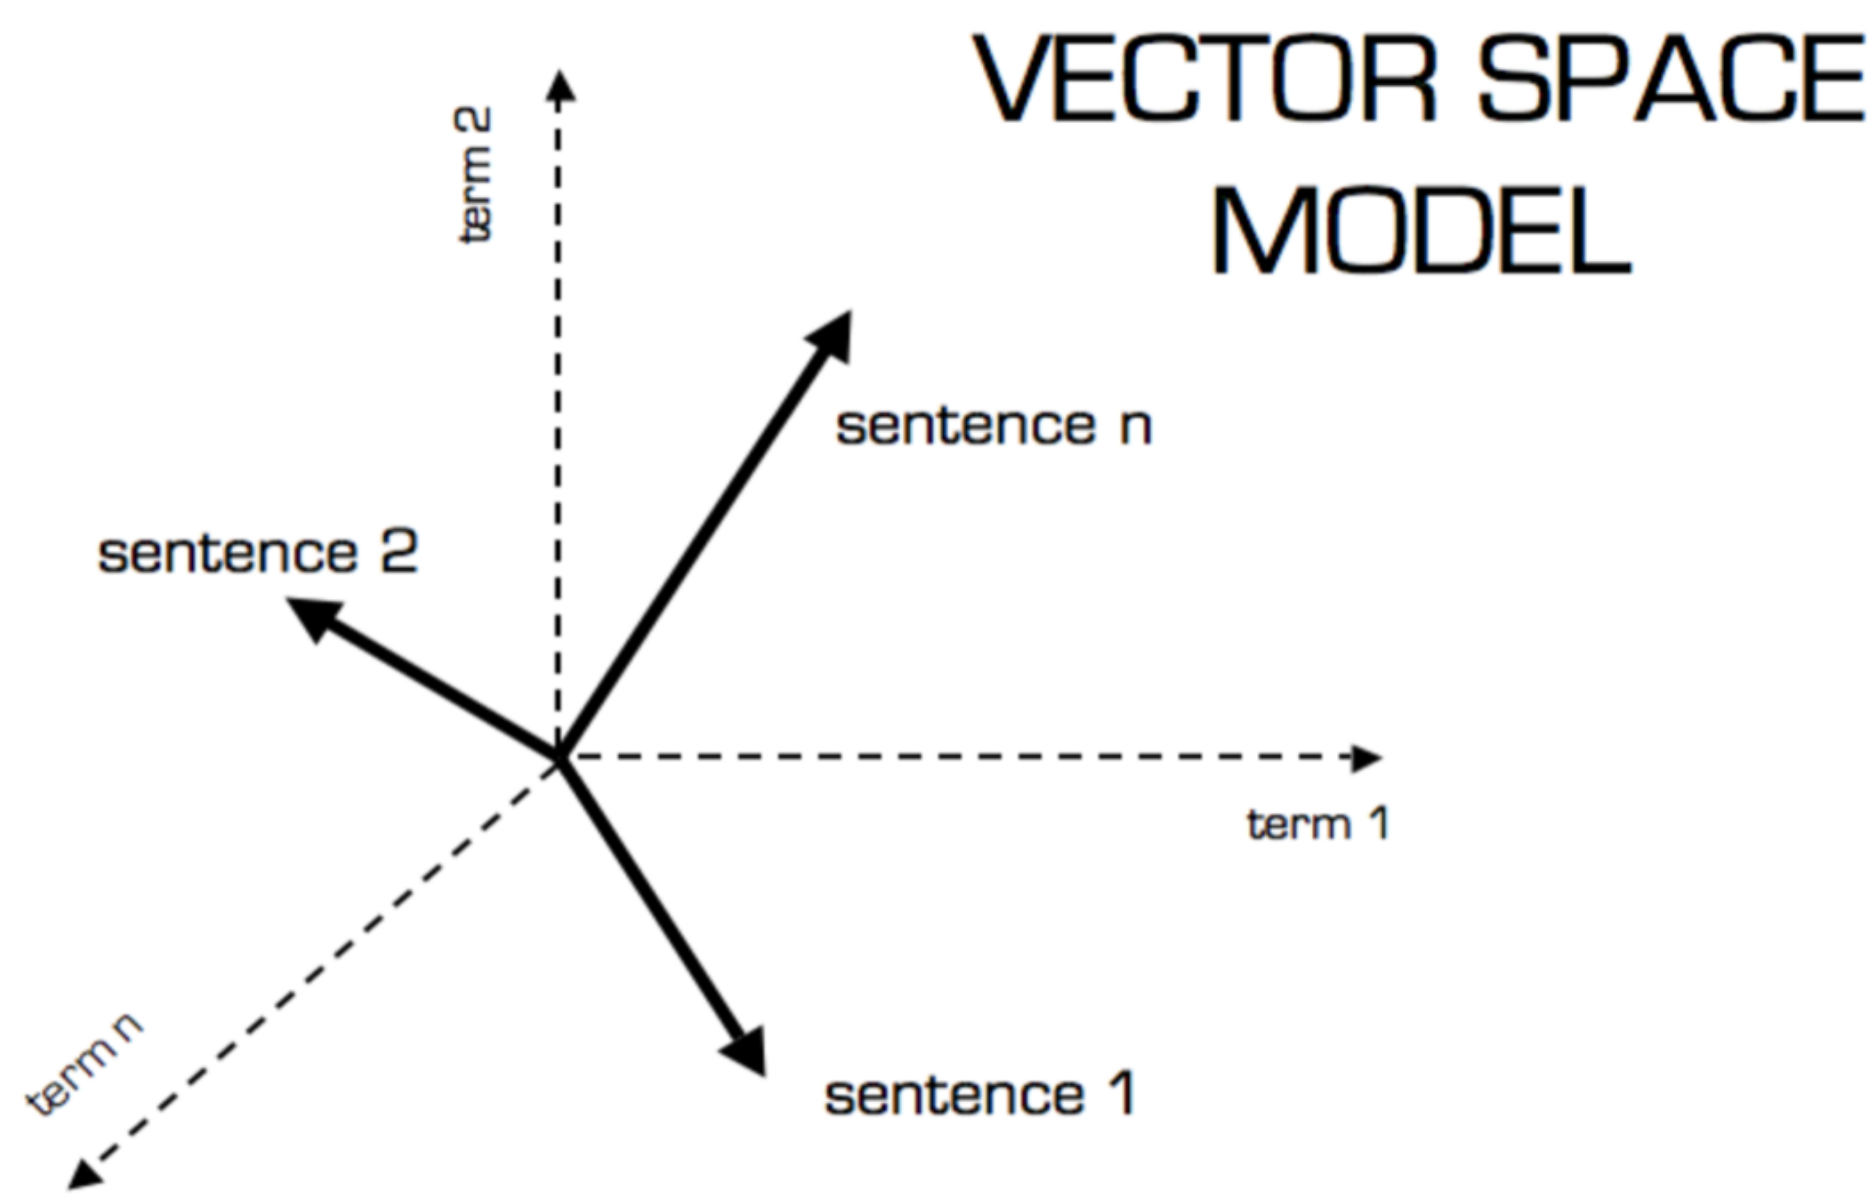 VECTOR SPACE
MODEL
term 2
sentence n
sentence 2
term 1
term n
sentence 1